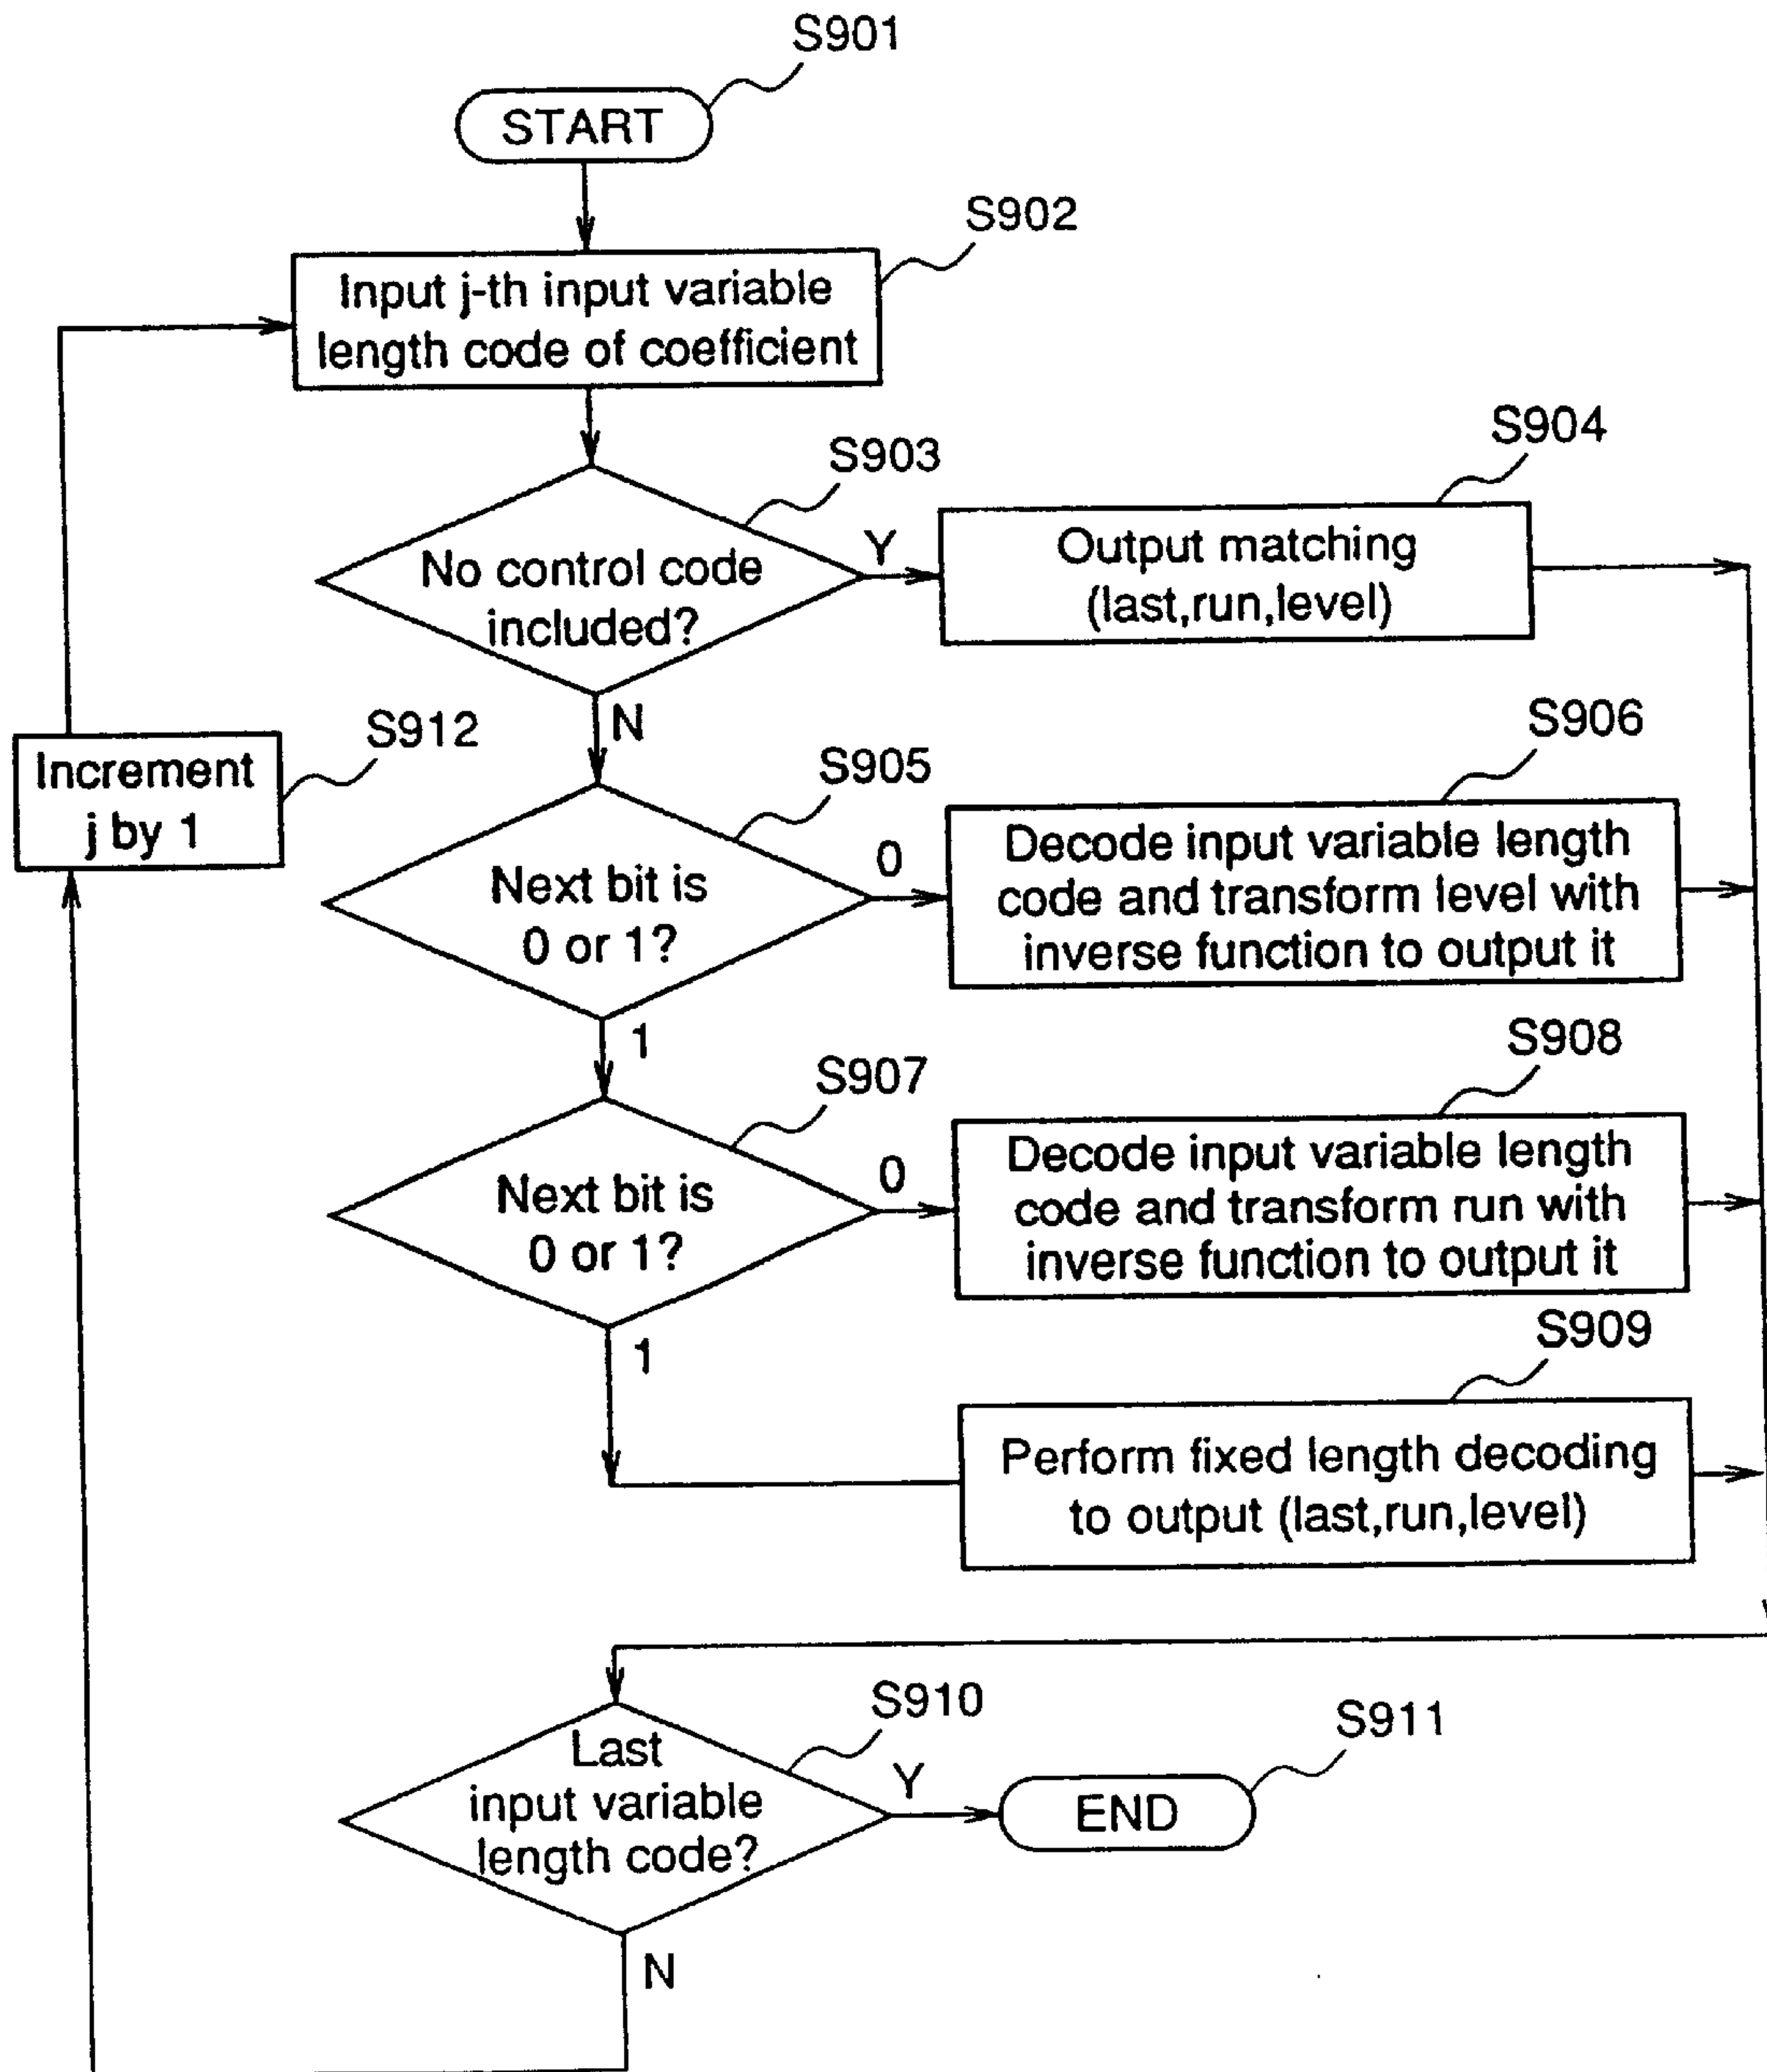 S901
START
S902
Input j-th input variable
length code of coefficient
S903
No control code
included?
Y
S904
Output matching
(last,run,level)
N
S912
Increment
j by 1
S905
Next bit is
0 or 1?
0
S906
Decode input variable length
code and transform level with
inverse function to output it
1
S907
Next bit is
0 or 1?
0
S908
Decode input variable length
code and transform run with
inverse function to output it
1
S909
Perform fixed length decoding
to output (last,run,level)
S910
Last
input variable
length code?
Y
S911
END
N